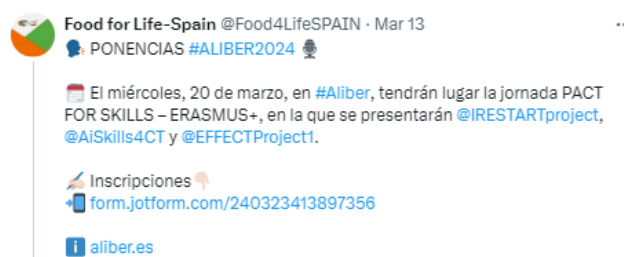 Food for Life-Spain @Food4LifeSPAIN · Mar 13
🗣️ PONENCIAS #ALIBER2024 🎙️
🗓️ El miércoles, 20 de marzo, en #Aliber, tendrán lugar la jornada PACT
FOR SKILLS – ERASMUS+, en la que se presentarán @IRESTARTproject,
@AiSkills4CT y @EFFECTProject1.
✍🏻 Inscripciones👇🏻
📲 form.jotform.com/240323413897356
ℹ️ aliber.es